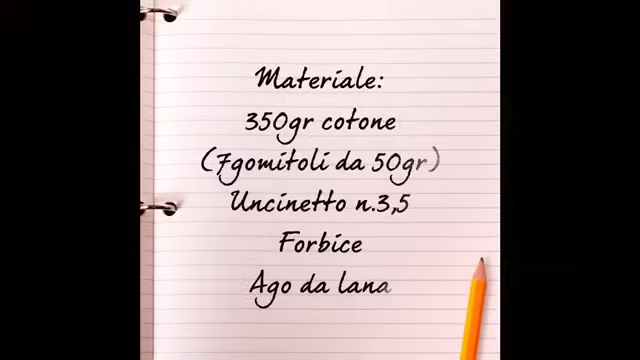 Materiale:
350gr cotone
(7gomitoli da 50gr)
Uncinetto n.3,5
Forbice
Ago da lana